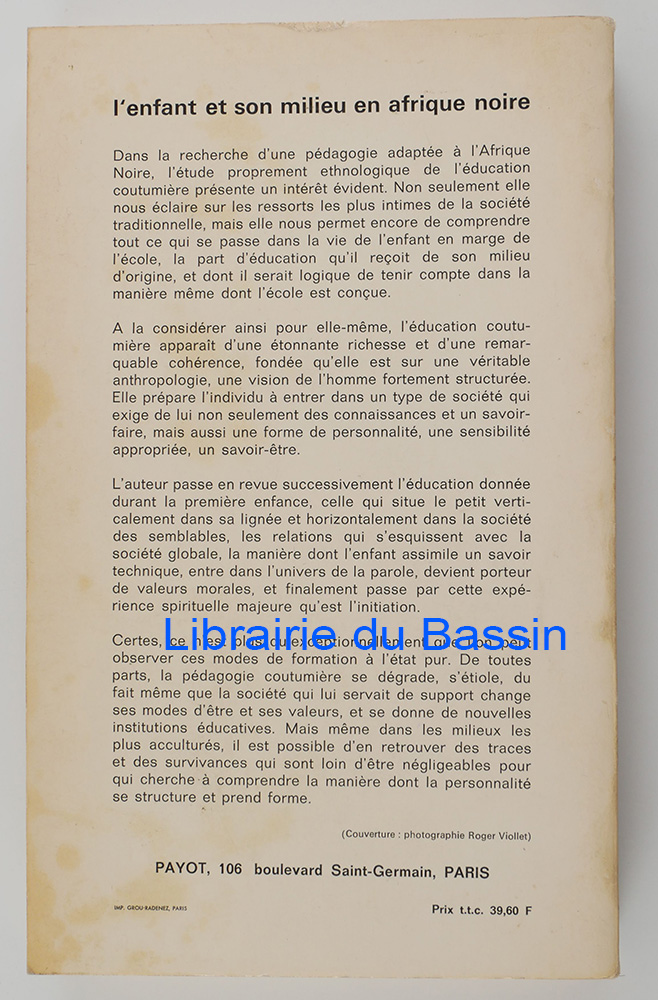 l'enfant et son milieu en afrique noire
Dans la recherche d'une pédagogie adaptée à l'Afrique
Noire, l'étude proprement ethnologique de l'éducation
coutumière présente un intérêt évident. Non seulement elle
nous éclaire sur les ressorts les plus intimes de la société
traditionnelle, mais elle nous permet encore de comprendre
tout ce qui se passe dans la vie de l'enfant en marge de
l'école, la part d'éducation qu'il reçoit de son milieu
d'origine, et dont il serait logique de tenir compte dans la
manière même dont l'école est conçue.
A la considérer ainsi pour elle-même, l'éducation coutu-
mière apparaît d'une étonnante richesse et d'une remar-
quable cohérence, fondée qu'elle est sur une véritable
anthropologie, une vision de l'homme fortement structurée.
Elle prépare l'individu à entrer dans un type de société qui
exige de lui non seulement des connaissances et un savoir-
faire, mais aussi une forme de personnalité, une sensibilité
appropriée, un savoir-être.
L'auteur passe en revue successivement l'éducation donnée
durant la première enfance, celle qui situe le petit verti-
calement dans sa lignée et horizontalement dans la société
des semblables, les relations qui s'esquissent avec la
société globale, la manière dont l'enfant assimile un savoir
technique, entre dans l'univers de la parole, devient porteur
de valeurs morales, et finalement passe par cette expé-
rience spirituelle majeure qu'est l'initiation.
Librairie du Bassin
Certes, ce n'est plus qu'exceptionnellement que l'on peut
observer ces modes de formation à l'état pur. De toutes
parts, la pédagogie coutumière se dégrade, s'étiole, du
fait même que la société qui lui servait de support change
ses modes d'être et ses valeurs, et se donne de nouvelles
institutions éducatives. Mais même dans les milieux les
plus acculturés, il est possible d'en retrouver des traces
et des survivances qui sont loin d'être négligeables pour
qui cherche à comprendre la manière dont la personnalité
se structure et prend forme.
(Couverture : photographie Roger Viollet)
PAYOT, 106 boulevard Saint-Germain, PARIS
IMP. GROU-RADENEZ, PARIS
Prix t.t.c. 39,60 F